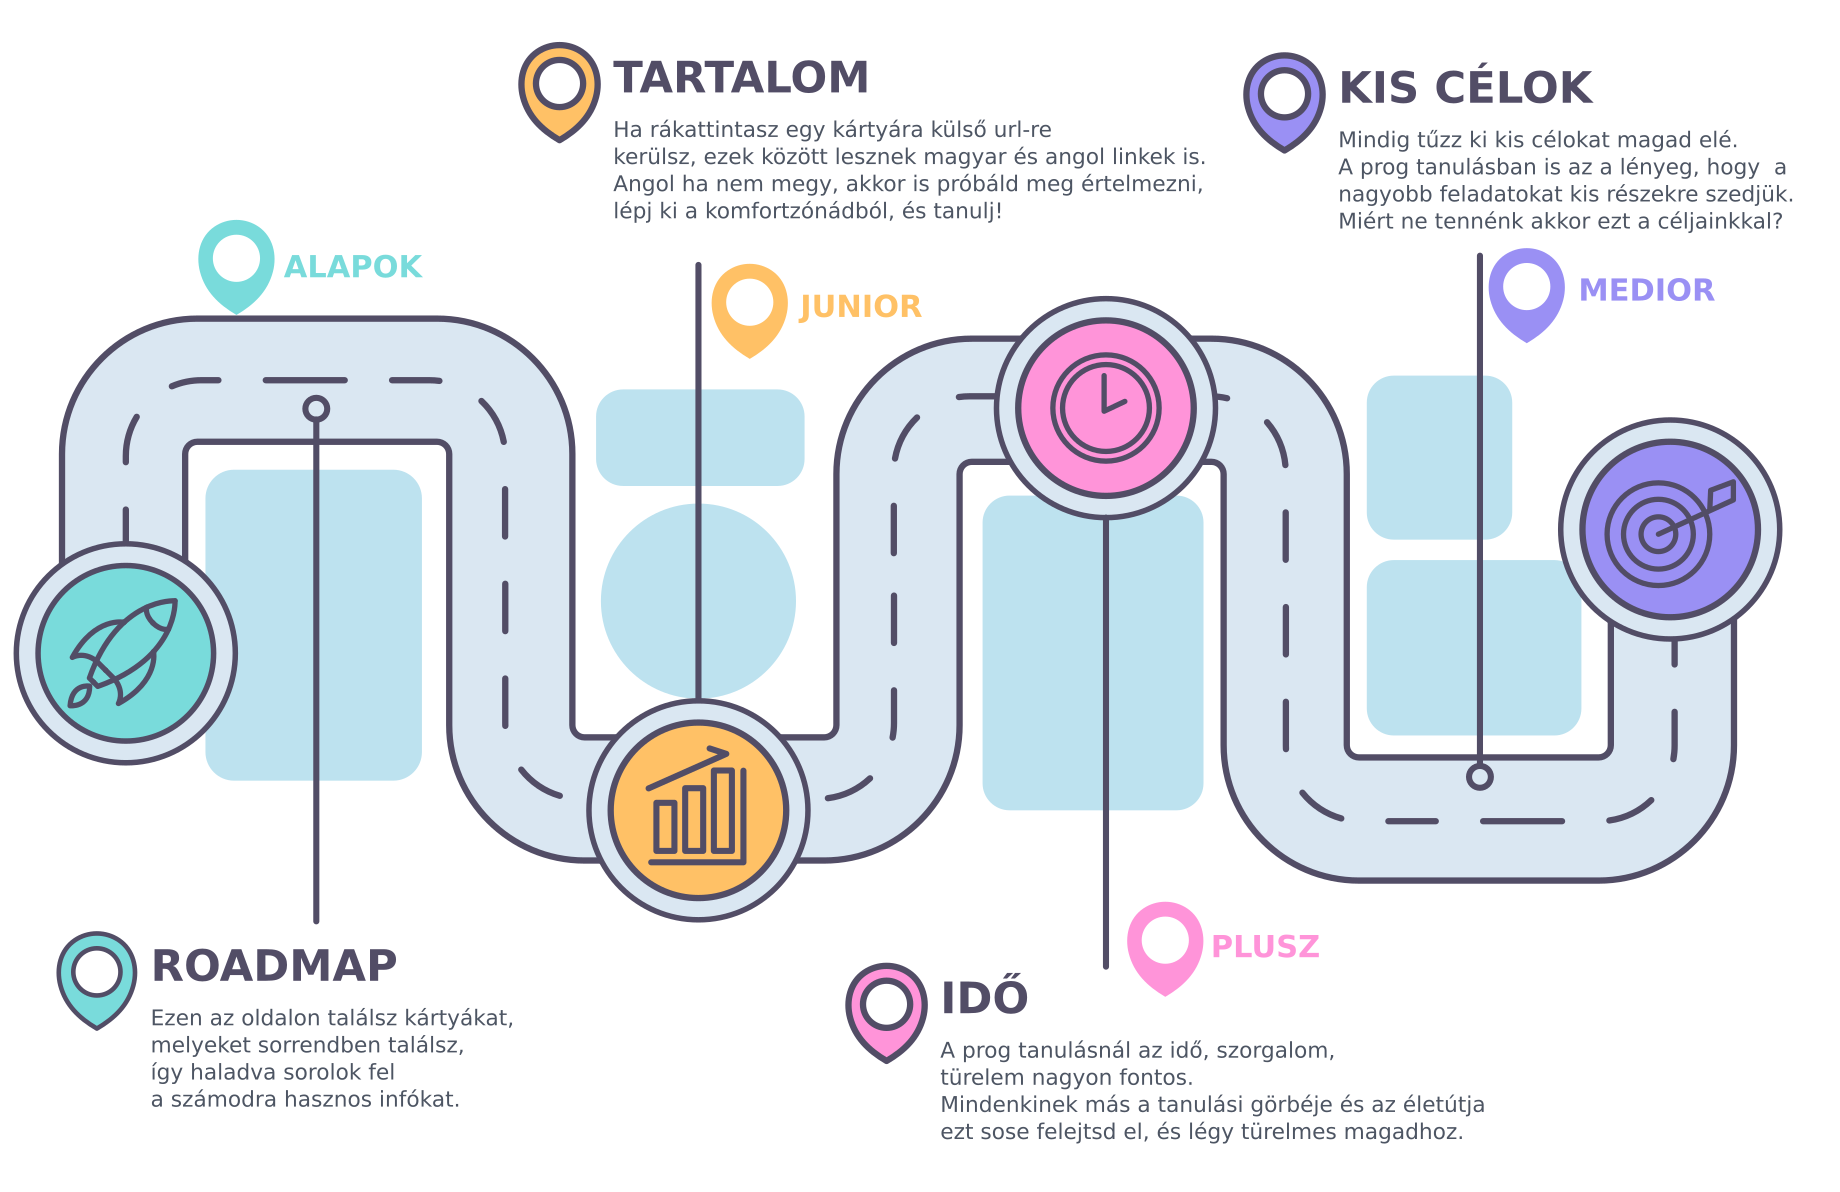 TARTALOM
Ha rákattintasz egy kártyára külső url-re
kerülsz, ezek között lesznek magyar és angol linkek is.
Angol ha nem megy, akkor is próbáld meg értelmezni,
lépj ki a komfortzónádból, és tanulj!
KIS CÉLOK
Mindig tűzz ki kis célokat magad elé.
A prog tanulásban is az a lényeg, hogy  a
nagyobb feladatokat kis részekre szedjük.
Miért ne tennénk akkor ezt a céljainkkal?
ALAPOK
JUNIOR
MEDIOR
ROADMAP
Ezen az oldalon találsz kártyákat,
melyeket sorrendben találsz,
így haladva sorolok fel
a számodra hasznos infókat.
PLUSZ
IDŐ
A prog tanulásnál az idő, szorgalom,
türelem nagyon fontos.
Mindenkinek más a tanulási görbéje és az életútja
ezt sose felejtsd el, és légy türelmes magadhoz.